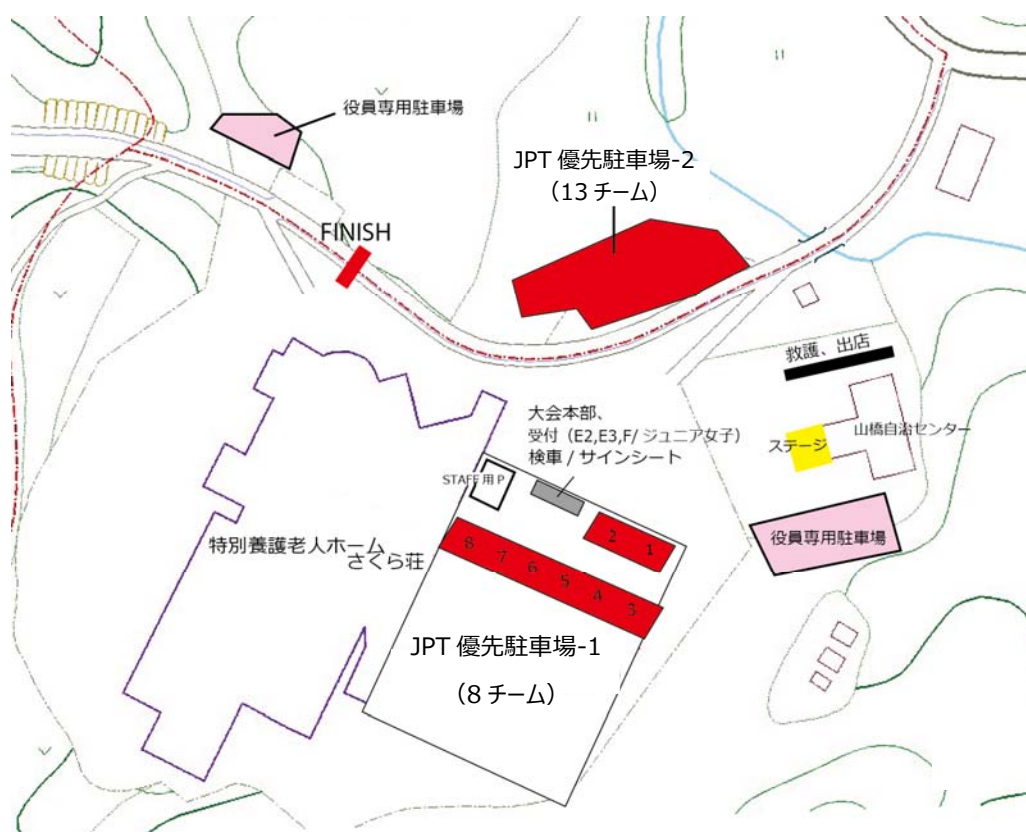 役員専用駐車場
JPT 優先駐車場-2
（13 チーム）
FINISH
救護、出店
大会本部、
受付（E2,E3,F/ ジュニア女子）
検車 / サインシート
ステージ
山橋自治センター
STAFF 用 P
2 1
役員専用駐車場
特別養護老人ホーム
さくら荘
8 7 6 5 4 3
JPT 優先駐車場-1
（8 チーム）